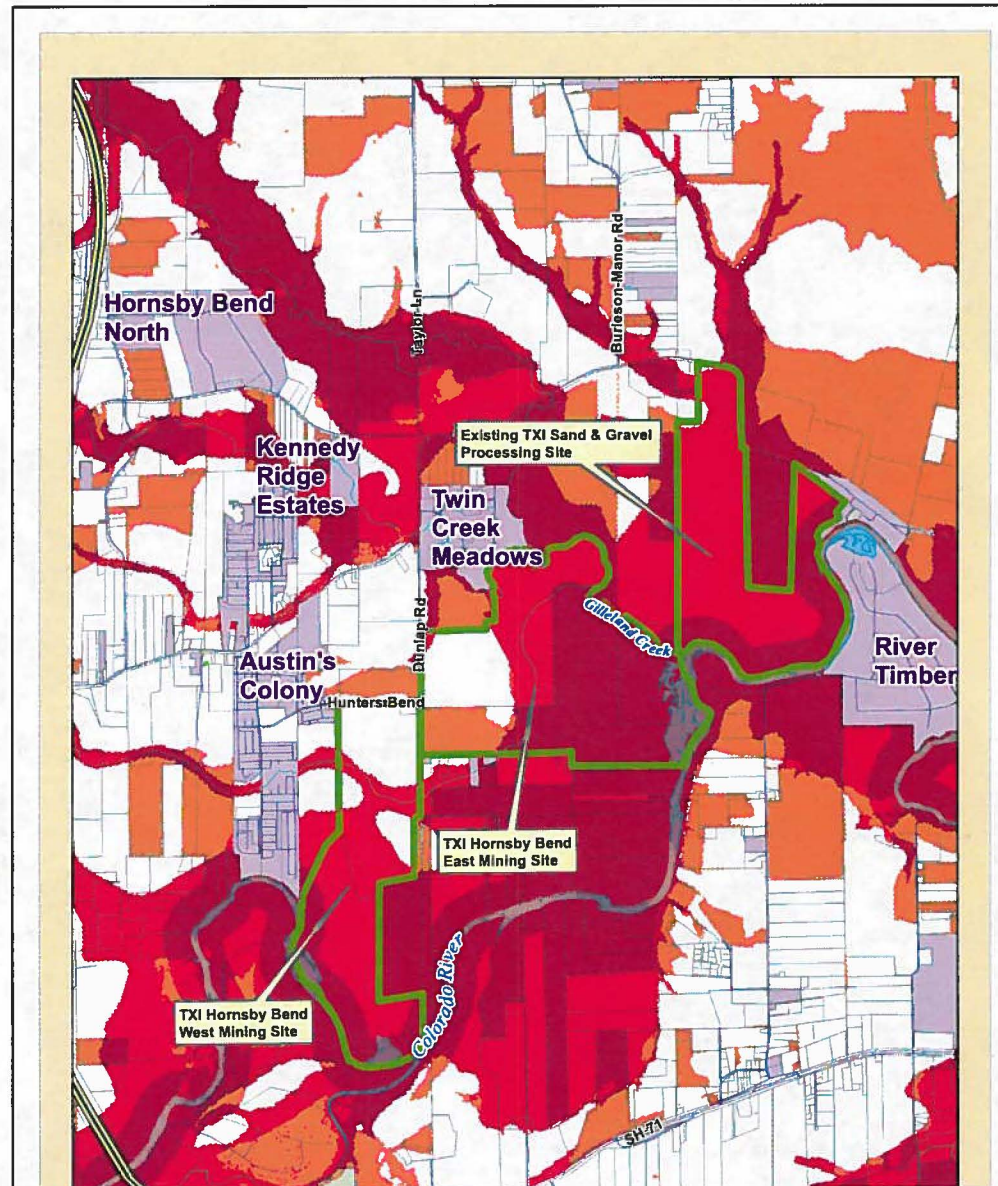 Hornsby Bend
North
Taylor Ln
Burleson-Manor Rd
Existing TXI Sand & Gravel
Processing Site
Kennedy
Ridge
Estates
Twin
Creek
Meadows
Gilleland Creek
Dunlap Rd
River
Timber
Austin's
Colony
Hunters Bend
TXI Hornsby Bend
East Mining Site
TXI Hornsby Bend
West Mining Site
Colorado River
SH-71